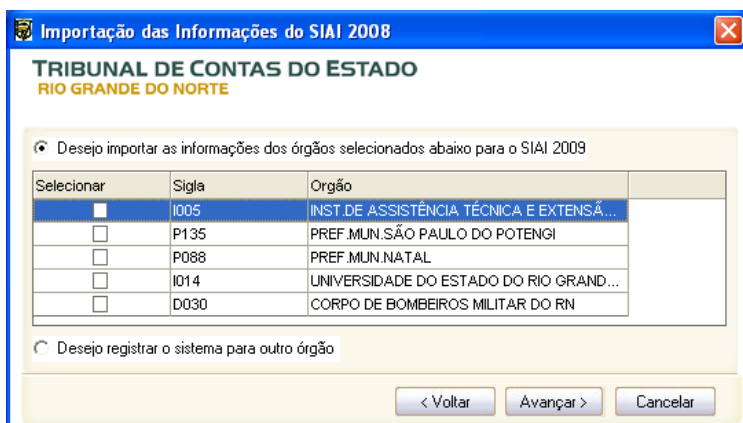 Importação das Informações do SIAI 2008
TRIBUNAL DE CONTAS DO ESTADO
RIO GRANDE DO NORTE
Desejo importar as informações dos órgãos selecionados abaixo para o SIAI 2009
Selecionar Sigla Orgão
I005 INST.DE ASSISTÊNCIA TÉCNICA E EXTENSÃ...
P135 PREF.MUN.SÃO PAULO DO POTENGI
P088 PREF.MUN.NATAL
I014 UNIVERSIDADE DO ESTADO DO RIO GRAND...
D030 CORPO DE BOMBEIROS MILITAR DO RN
Desejo registrar o sistema para outro órgão
< Voltar Avançar > Cancelar